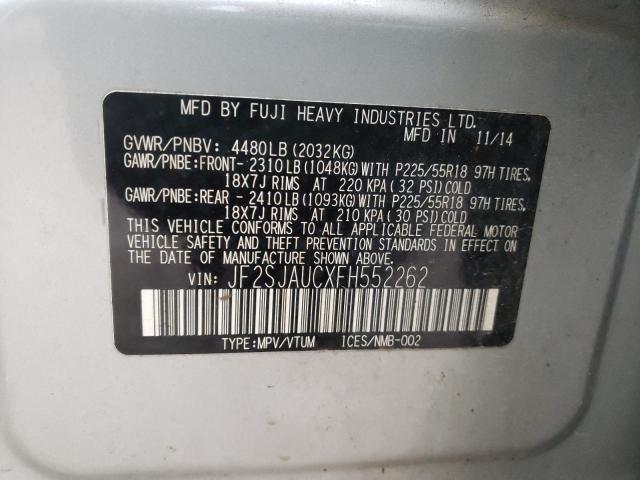 MFD BY FUJI HEAVY INDUSTRIES LTD.
MFD IN 11/14
GVWR/PNBV: 4480LB (2032KG)
GAWR/PNBE:FRONT- 2310LB (1048KG) WITH P225/55R18 97H TIRES,
18X7J RIMS AT 220 KPA (32 PSI) COLD
GAWR/PNBE:REAR - 2410LB (1093KG) WITH P225/55R18 97H TIRES,
18X7J RIMS AT 210 KPA (30 PSI) COLD
THIS VEHICLE CONFORMS TO ALL APPLICABLE FEDERAL MOTOR
VEHICLE SAFETY AND THEFT PREVENTION STANDARDS IN EFFECT ON
THE DATE OF MANUFACTURE SHOWN ABOVE.
VIN: JF2SJAUCXFH552262
TYPE:MPV/VTUM ICES/NMB-002